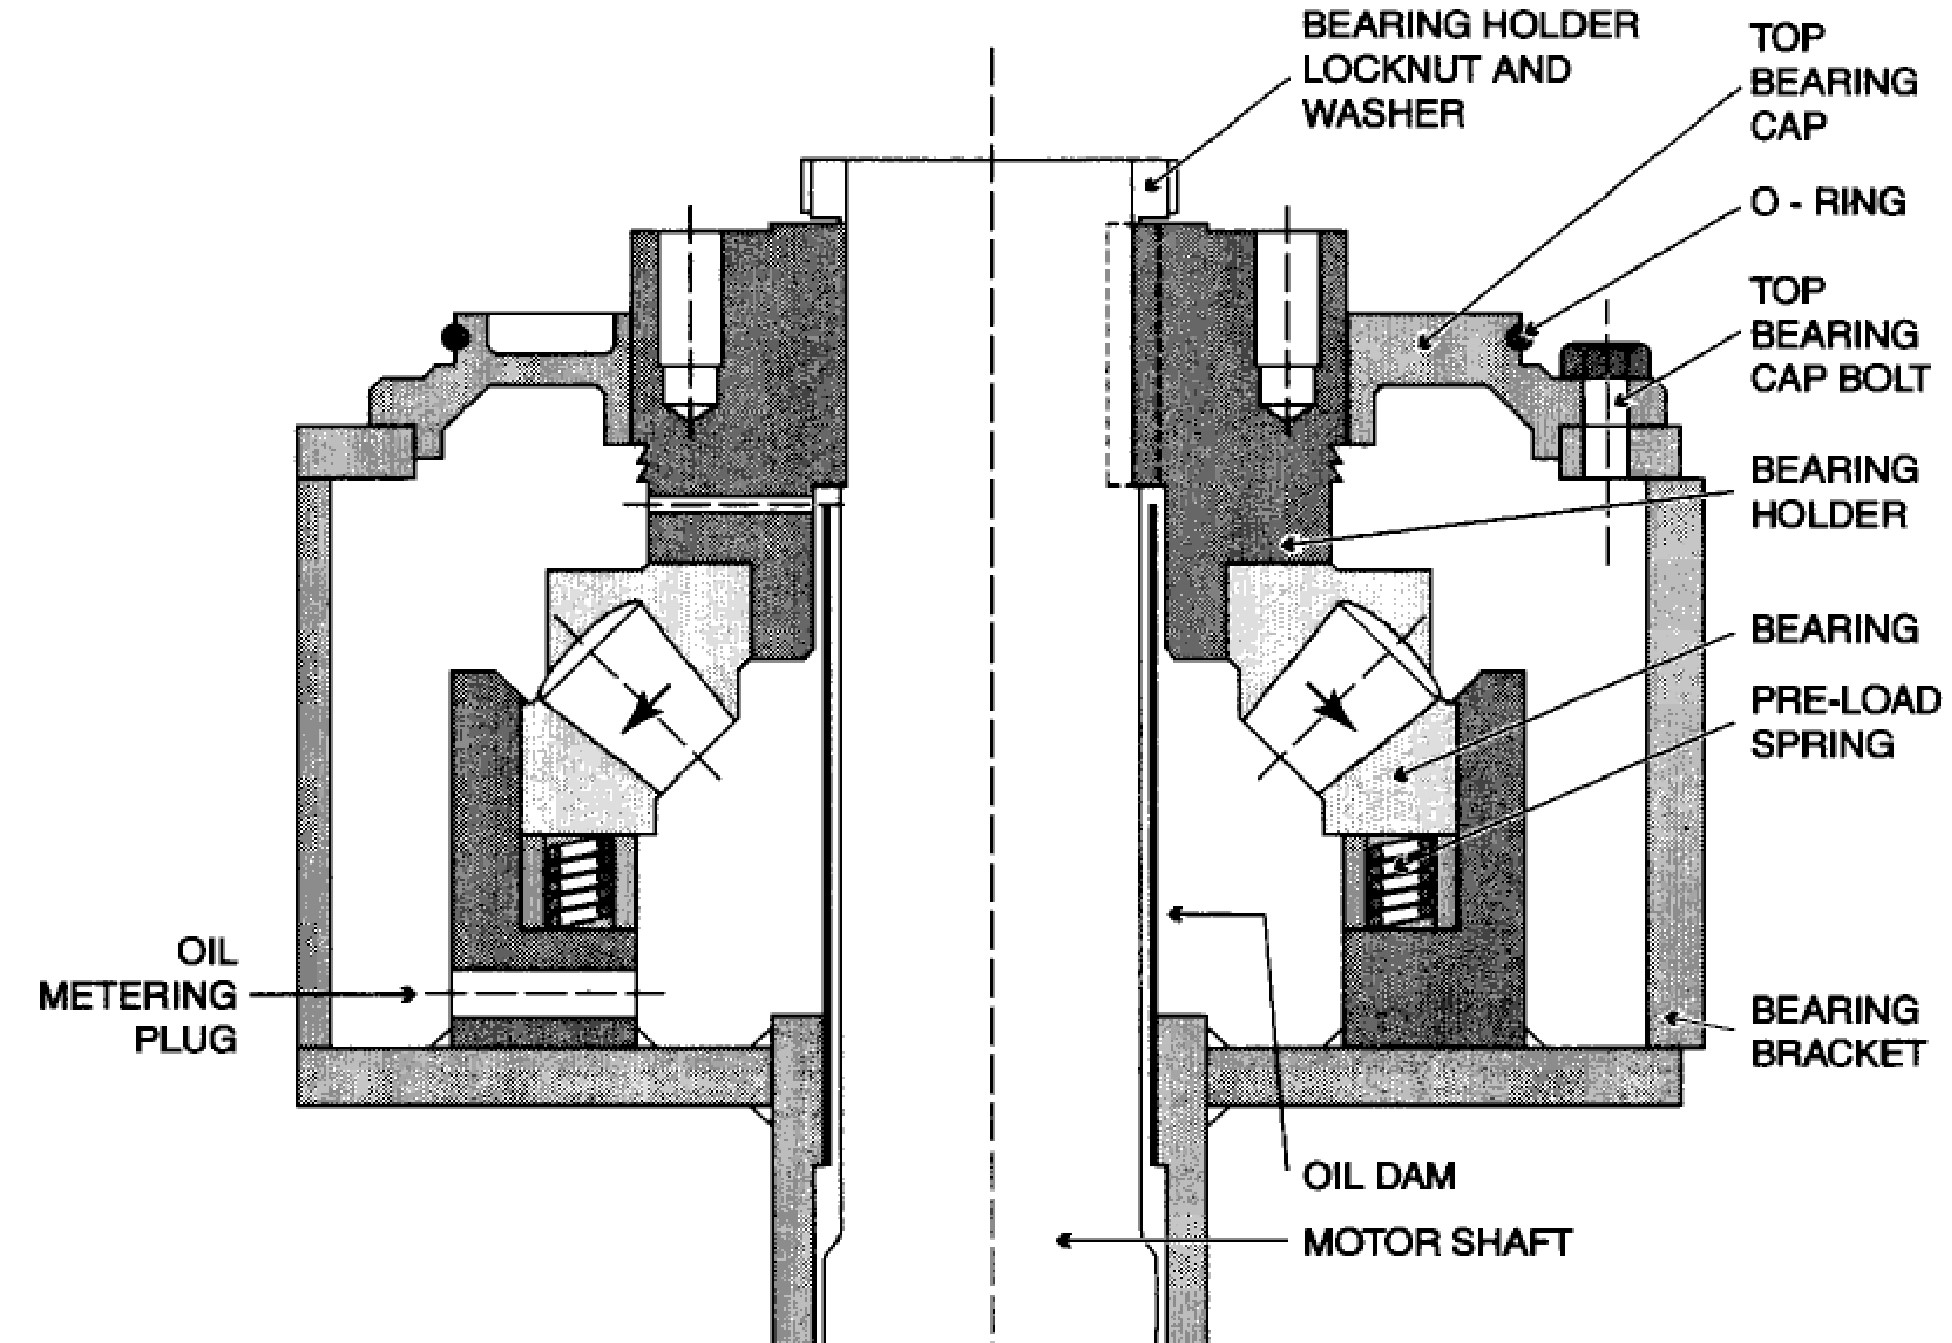 BEARING HOLDER
LOCKNUT AND
WASHER
TOP
BEARING
CAP
O - RING
TOP
BEARING
CAP BOLT
BEARING
HOLDER
BEARING
PRE-LOAD
SPRING
OIL
METERING
PLUG
BEARING
BRACKET
OIL DAM
MOTOR SHAFT